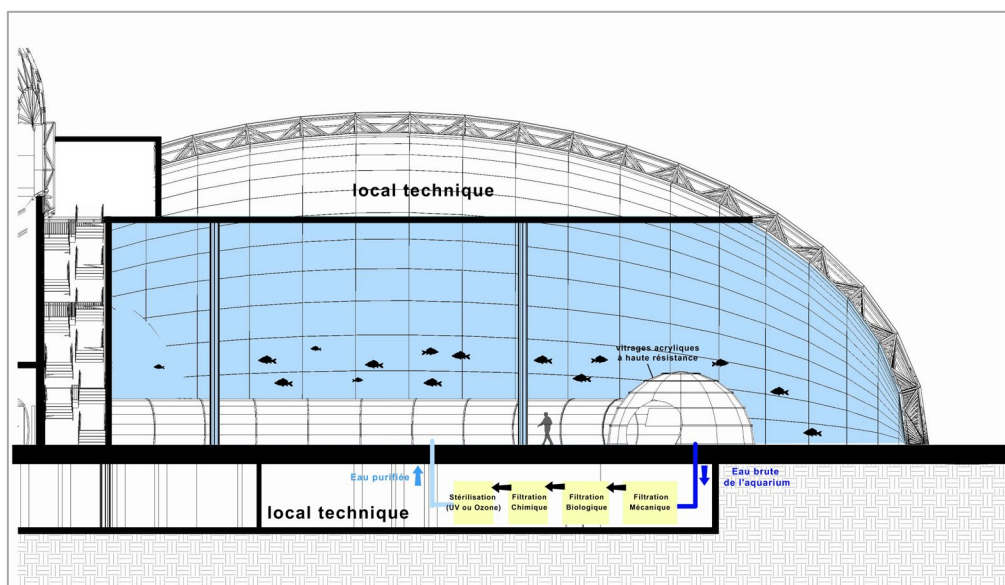 local technique
vitrages acryliques
à haute résistance
Eau purifiée
Eau brute
de l'aquarium
Stérilisation
(UV ou Ozone)
Filtration
Chimique
Filtration
Biologique
Filtration
Mécanique
local technique